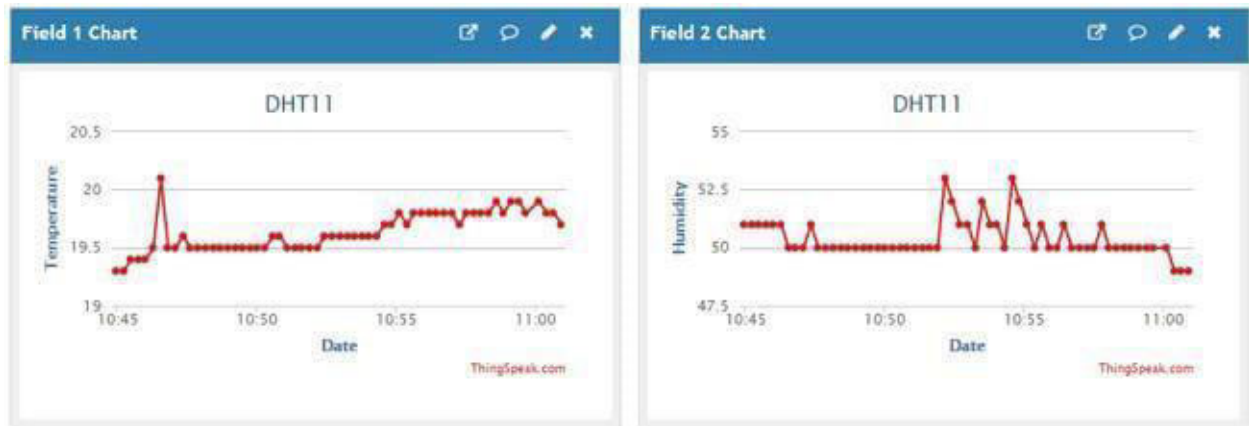 Field 1 Chart
DHT11
20.5
20
19.5
19
Temperature
10:45 10:50 10:55 11:00
Date
ThingSpeak.com
Field 2 Chart
DHT11
55
52.5
50
47.5
Humidity
10:45 10:50 10:55 11:00
Date
ThingSpeak.com